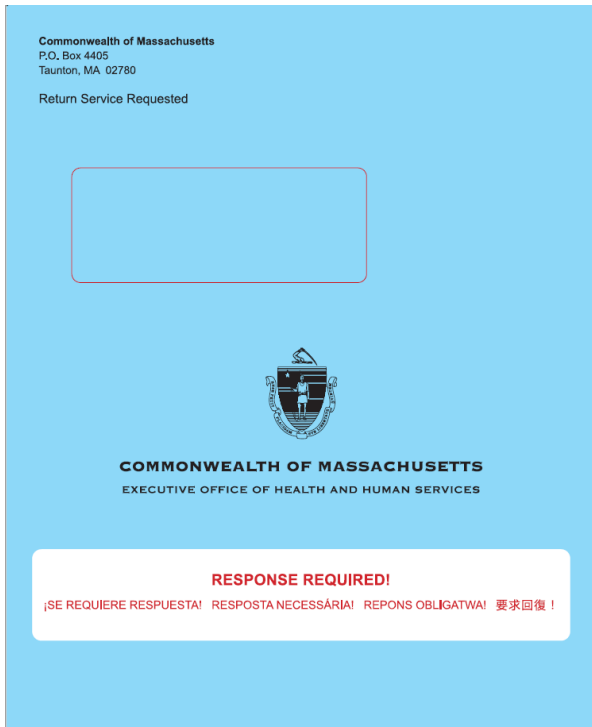 Commonwealth of Massachusetts
P.O. Box 4405
Taunton, MA 02780
Return Service Requested
COMMONWEALTH OF MASSACHUSETTS
EXECUTIVE OFFICE OF HEALTH AND HUMAN SERVICES
RESPONSE REQUIRED!
¡SE REQUIERE RESPUESTA! RESPOSTA NECESSÁRIA! REPONS OBLIGATWA! 要求回復！